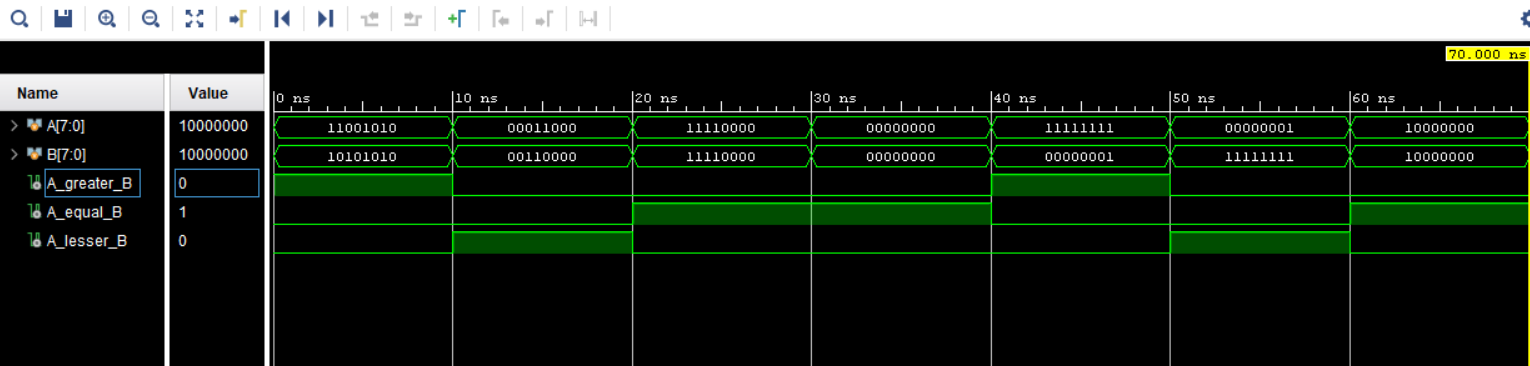 70.000 ns
Name Value 0 ns 10 ns 20 ns 30 ns 40 ns 50 ns 60 ns
A[7:0] 10000000 11001010 00011000 11110000 00000000 11111111 00000001 10000000
B[7:0] 10000000 10101010 00110000 11110000 00000000 00000001 11111111 10000000
A_greater_B 0
A_equal_B 1
A_lesser_B 0